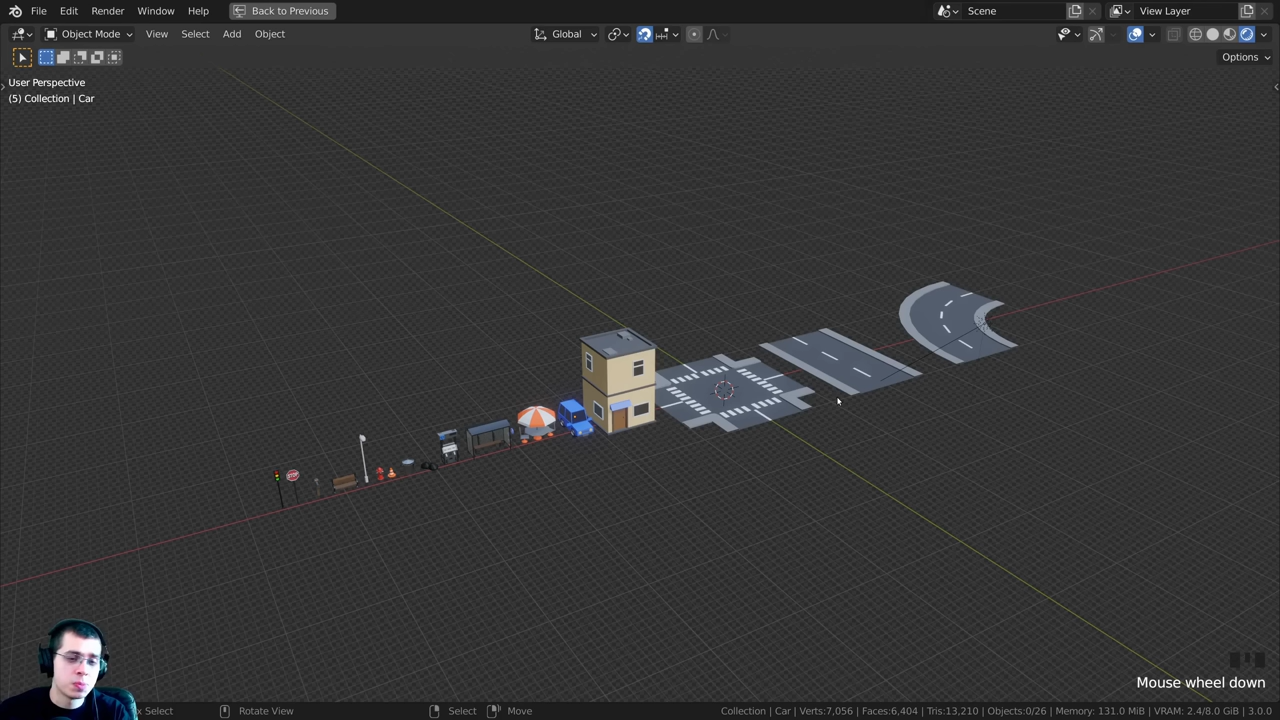 File Edit Render Window Help Back to Previous Scene View Layer
Object Mode View Select Add Object Global
Options
User Perspective
(5) Collection | Car
STOP
Mouse wheel down
x Select Rotate View Select Move Collection | Car | Verts:7,056 | Faces:6,404 | Tris:13,210 | Objects:0/26 | Memory: 131.0 MiB | VRAM: 2.4/8.0 GiB | 3.0.0